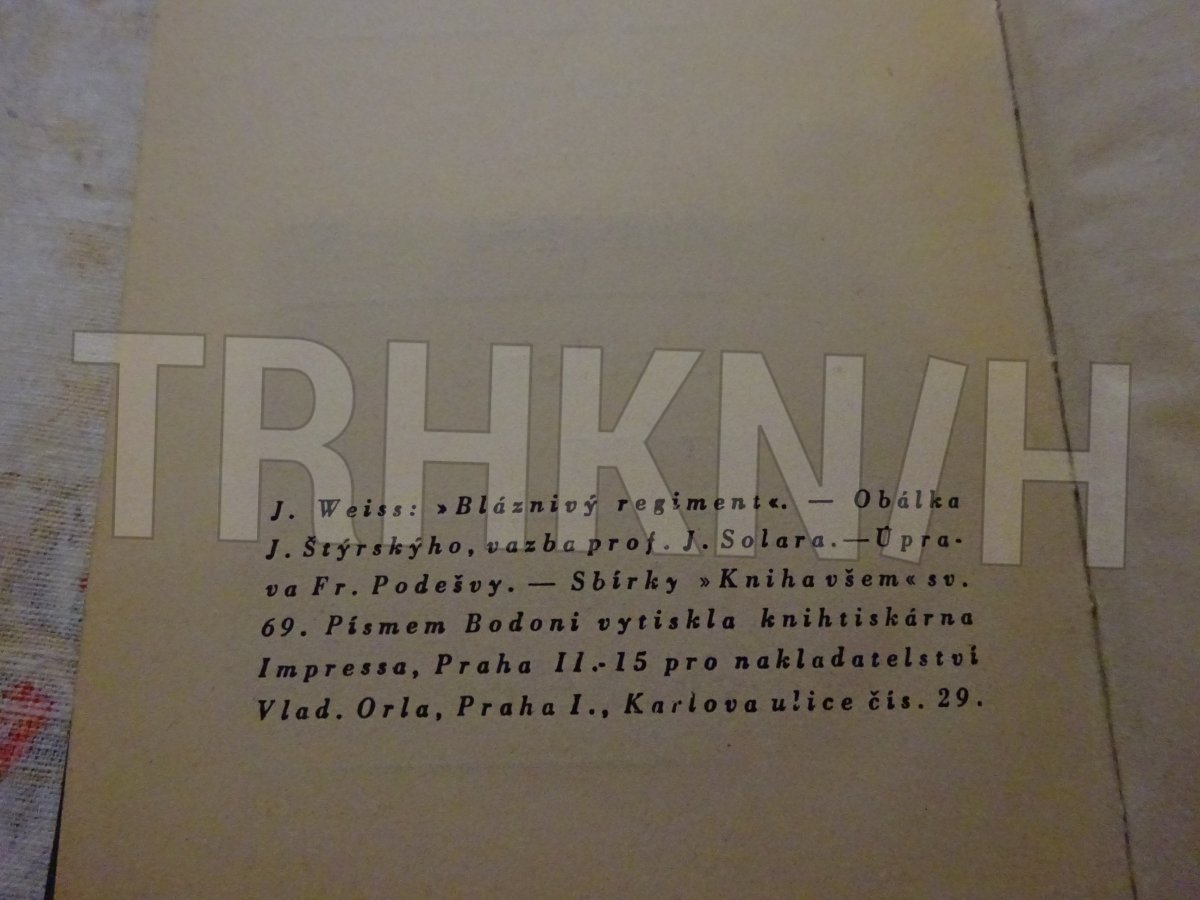 TRHKNIH
J. Weiss: »Bláznivý regiment«. — Obálka
J. Štýrskýho, vazba prof. J. Solara. — Úpra-
va Fr. Podešvy. — Sbírky »Kniha všem« sv.
69. Písmem Bodoni vytiskla knihtiskárna
Impressa, Praha II.-15 pro nakladatelství
Vlad. Orla, Praha I., Karlova ulice čís. 29.